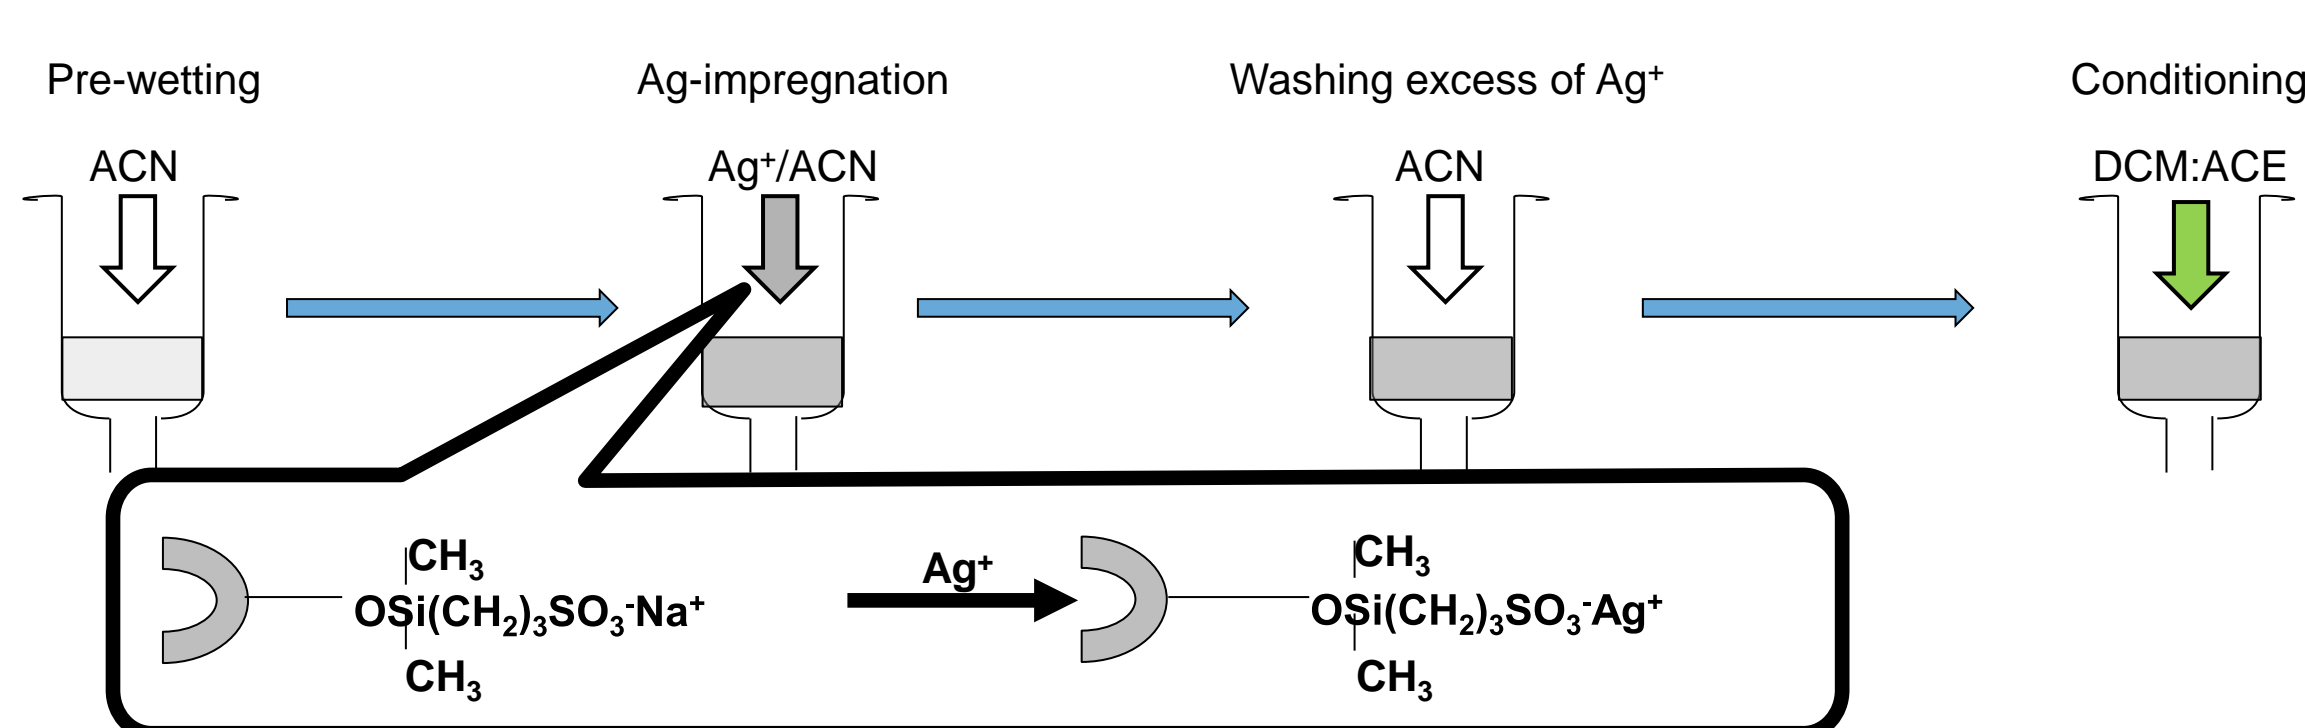 Pre-wetting
Ag-impregnation
Washing excess of Ag⁺
Conditioning
ACN
Ag⁺/ACN
ACN
DCM:ACE
CH₃
OSi(CH₂)₃SO₃⁻Na⁺
CH₃
Ag⁺
CH₃
OSi(CH₂)₃SO₃⁻Ag⁺
CH₃